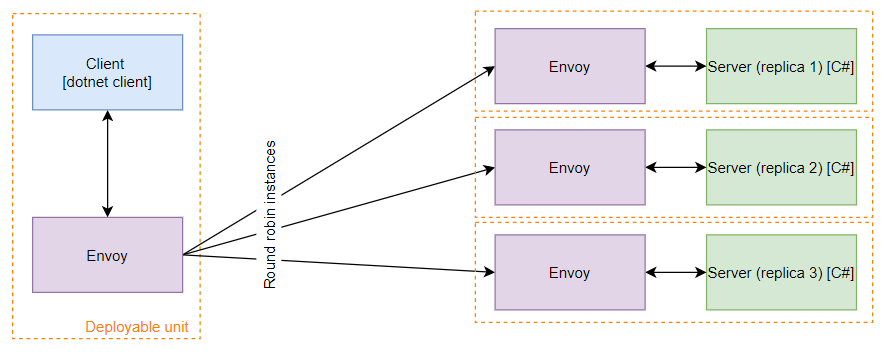 Client
[dotnet client]
Envoy
Deployable unit
Round robin instances
Envoy
Server (replica 1) [C#]
Envoy
Server (replica 2) [C#]
Envoy
Server (replica 3) [C#]